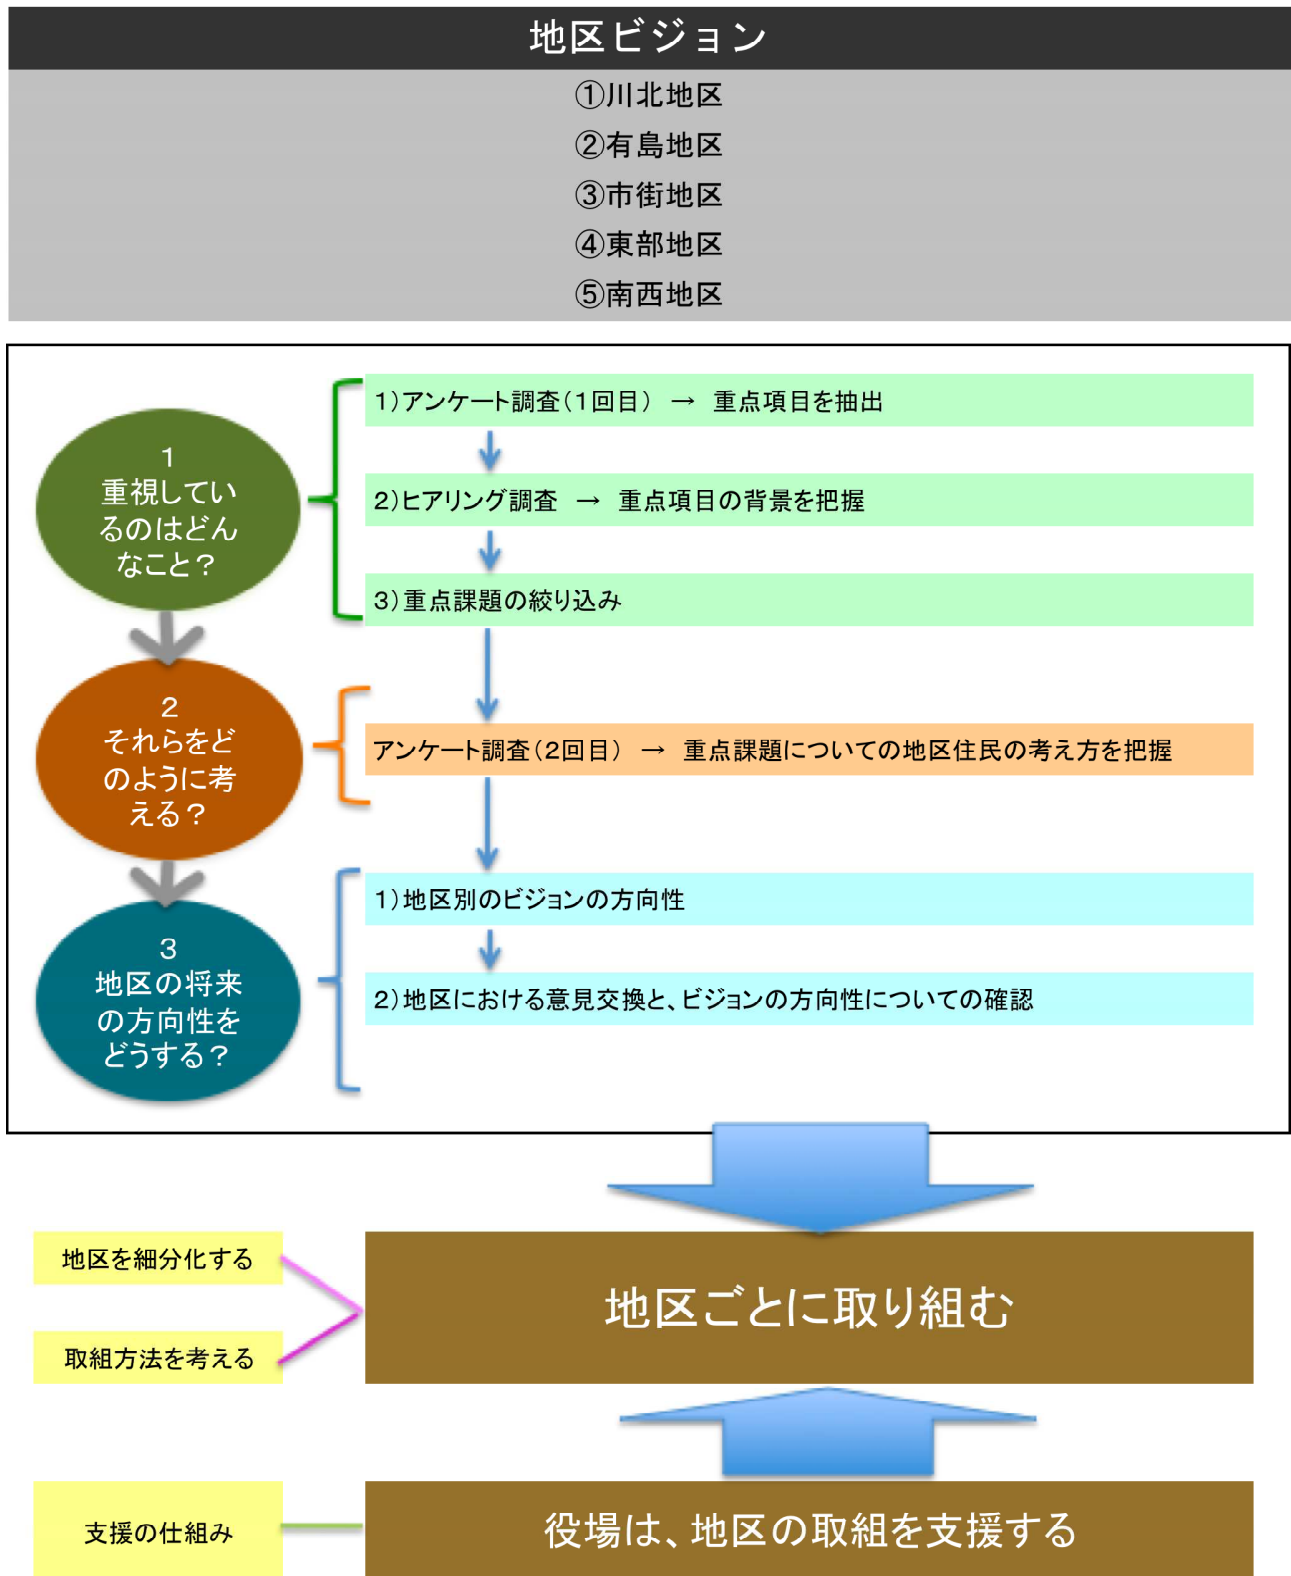 地区ビジョン
①川北地区
②有島地区
③市街地区
④東部地区
⑤南西地区
1
重視してい
るのはどん
なこと？
1）アンケート調査（１回目） → 重点項目を抽出
2）ヒアリング調査 → 重点項目の背景を把握
3）重点課題の絞り込み
2
それらをど
のように考
える？
アンケート調査（2回目） → 重点課題についての地区住民の考え方を把握
3
地区の将来
の方向性を
どうする？
1）地区別のビジョンの方向性
2）地区における意見交換と、ビジョンの方向性についての確認
地区を細分化する
取組方法を考える
地区ごとに取り組む
支援の仕組み
役場は、地区の取組を支援する